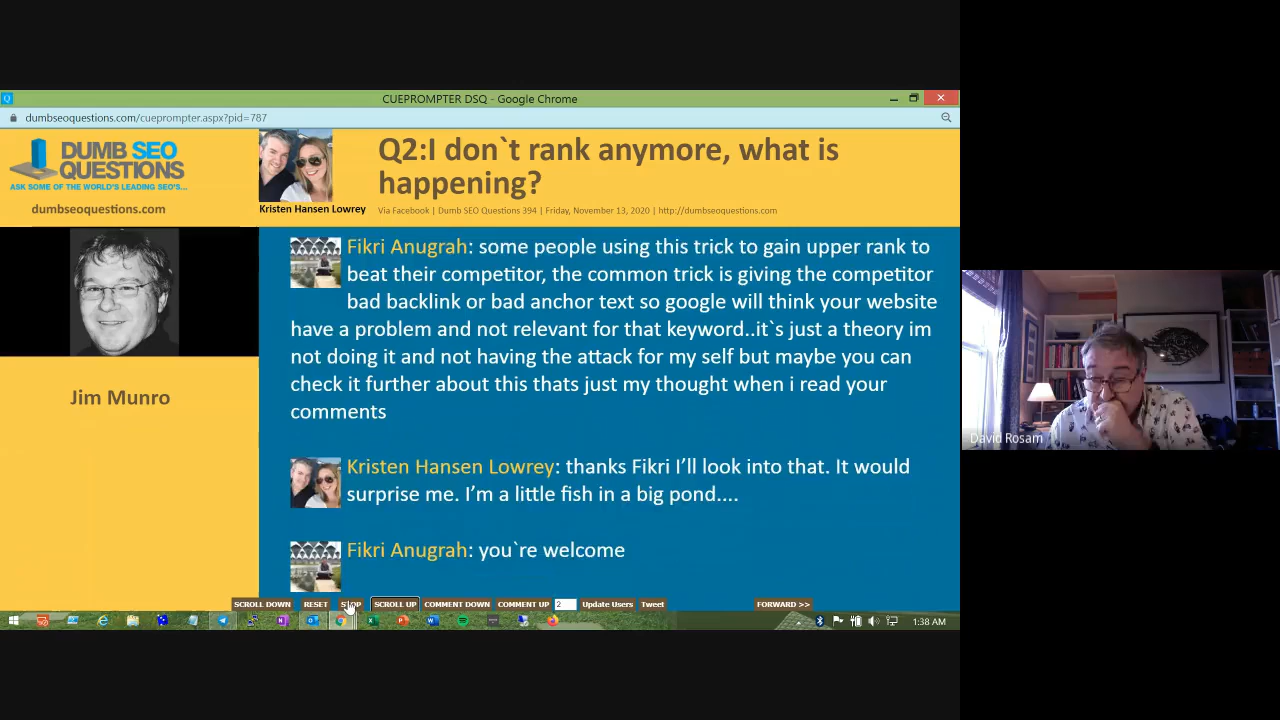 CUEPROMPTER DSQ - Google Chrome
dumbseoquestions.com/cueprompter.aspx?pid=787
DUMB SEO
QUESTIONS
ASK SOME OF THE WORLD'S LEADING SEO'S...
dumbseoquestions.com
Kristen Hansen Lowrey
Q2:I don`t rank anymore, what is
happening?
Via Facebook | Dumb SEO Questions 394 | Friday, November 13, 2020 | http://dumbseoquestions.com
Jim Munro
Fikri Anugrah: some people using this trick to gain upper rank to
beat their competitor, the common trick is giving the competitor
bad backlink or bad anchor text so google will think your website
have a problem and not relevant for that keyword..it`s just a theory im
not doing it and not having the attack for my self but maybe you can
check it further about this thats just my thought when i read your
comments
Kristen Hansen Lowrey: thanks Fikri I’ll look into that. It would
surprise me. I’m a little fish in a big pond....
Fikri Anugrah: you`re welcome
SCROLL DOWN RESET STOP SCROLL UP COMMENT DOWN COMMENT UP 2 Update Users Tweet FORWARD >>
1:38 AM
David Rosam